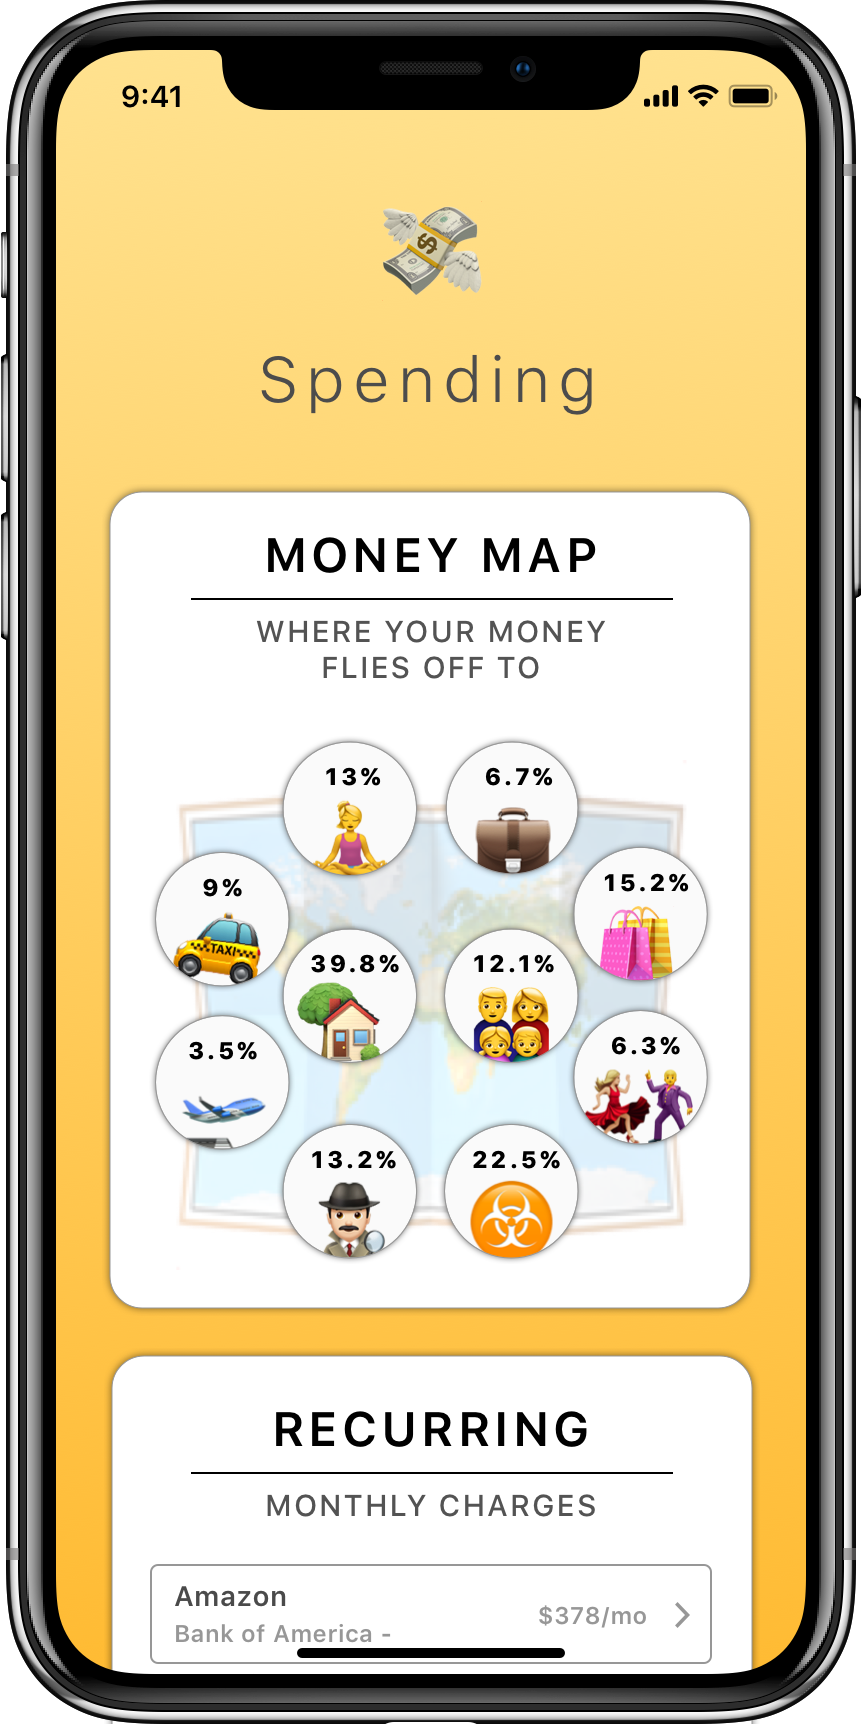 9:41
Spending
MONEY MAP
WHERE YOUR MONEY
FLIES OFF TO
13%
6.7%
9%
15.2%
TAXI
39.8%
12.1%
3.5%
6.3%
13.2%
22.5%
RECURRING
MONTHLY CHARGES
Amazon
$378/mo
Bank of America -